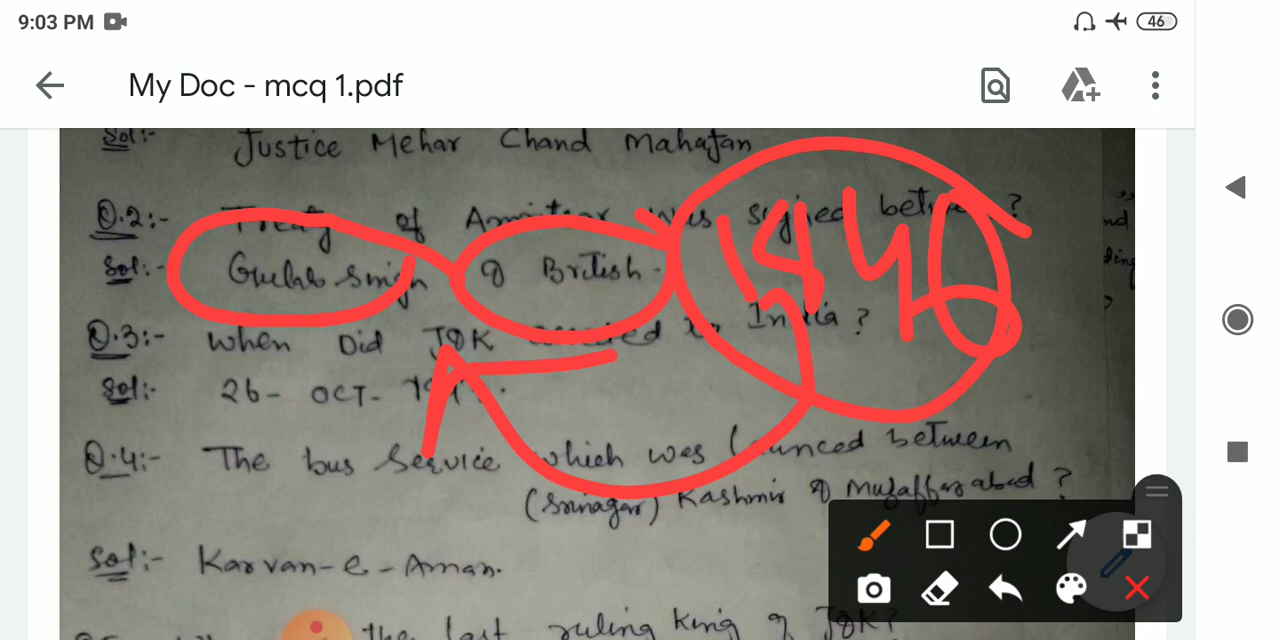 9:03 PM
46
My Doc - mcq 1.pdf
Sol:- Justice Mehar Chand Mahajan
Q.2:- Treaty of Amritsar was signed between ?
Sol:- Gulab Singh & British.
1846
Q.3:- When Did J&K to India ?
Sol:- 26- OCT- 
Q.4:- The bus Service which was between
(Srinagar) Kashmir & Muzaffarabad ?
Sol:- Karvan-e-Aman.
the last ruling king of J&K?